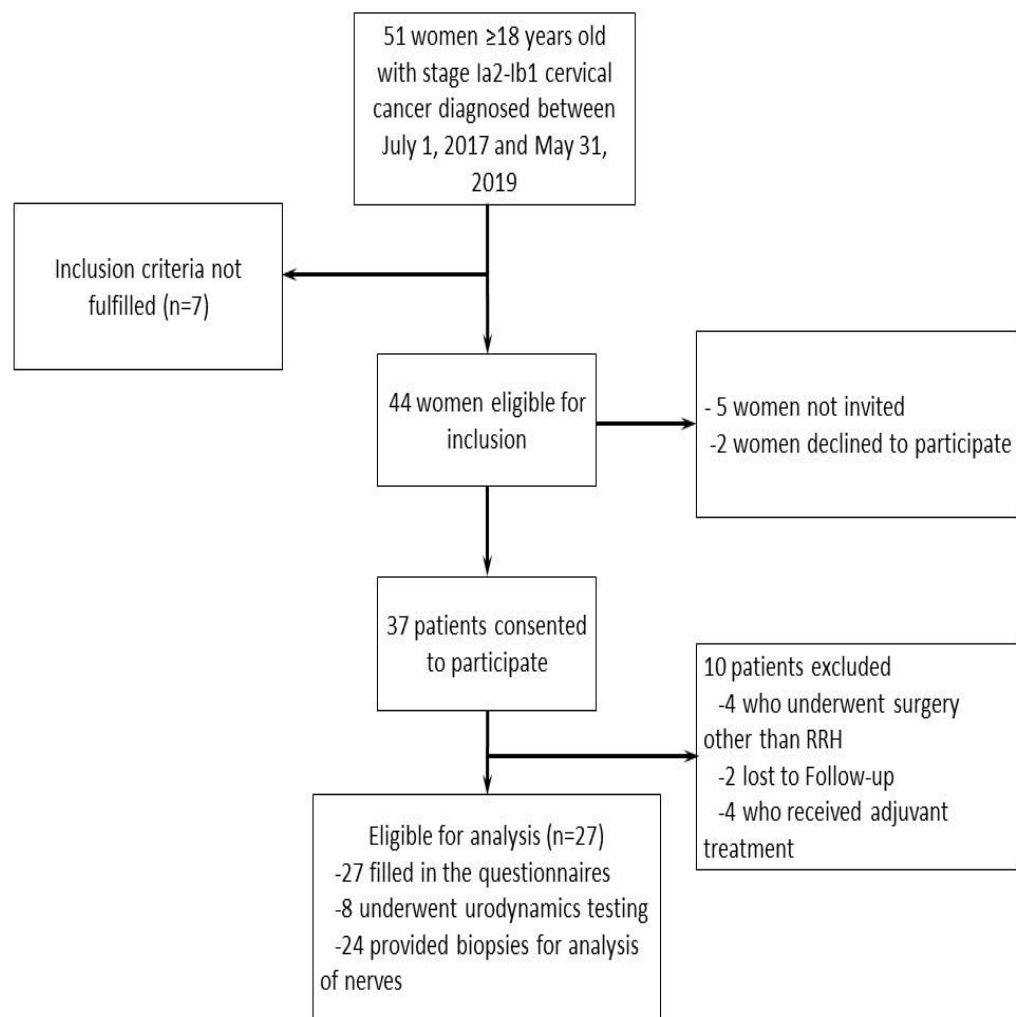 51 women ≥18 years old
with stage Ia2-Ib1 cervical
cancer diagnosed between
July 1, 2017 and May 31,
2019
Inclusion criteria not
fulfilled (n=7)
44 women eligible for
inclusion
- 5 women not invited
-2 women declined to participate
37 patients consented
to participate
10 patients excluded
-4 who underwent surgery
other than RRH
-2 lost to Follow-up
-4 who received adjuvant
treatment
Eligible for analysis (n=27)
-27 filled in the questionnaires
-8 underwent urodynamics testing
-24 provided biopsies for analysis
of nerves